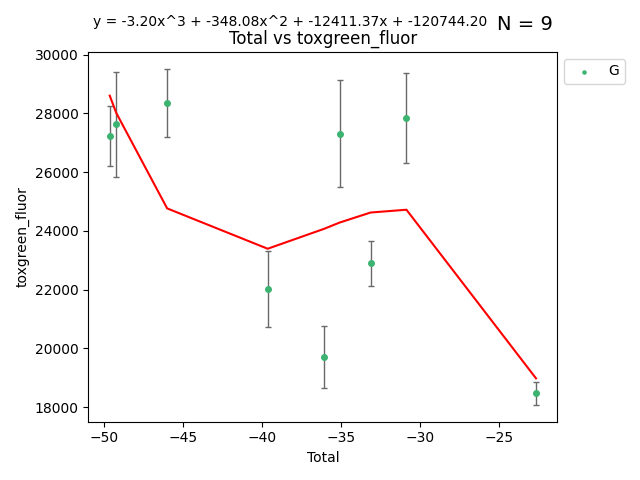 y = -3.20x^3 + -348.08x^2 + -12411.37x + -120744.20
N = 9
Total vs toxgreen_fluor
G
30000
28000
26000
24000
22000
20000
18000
toxgreen_fluor
−50
−45
−40
−35
−30
−25
Total